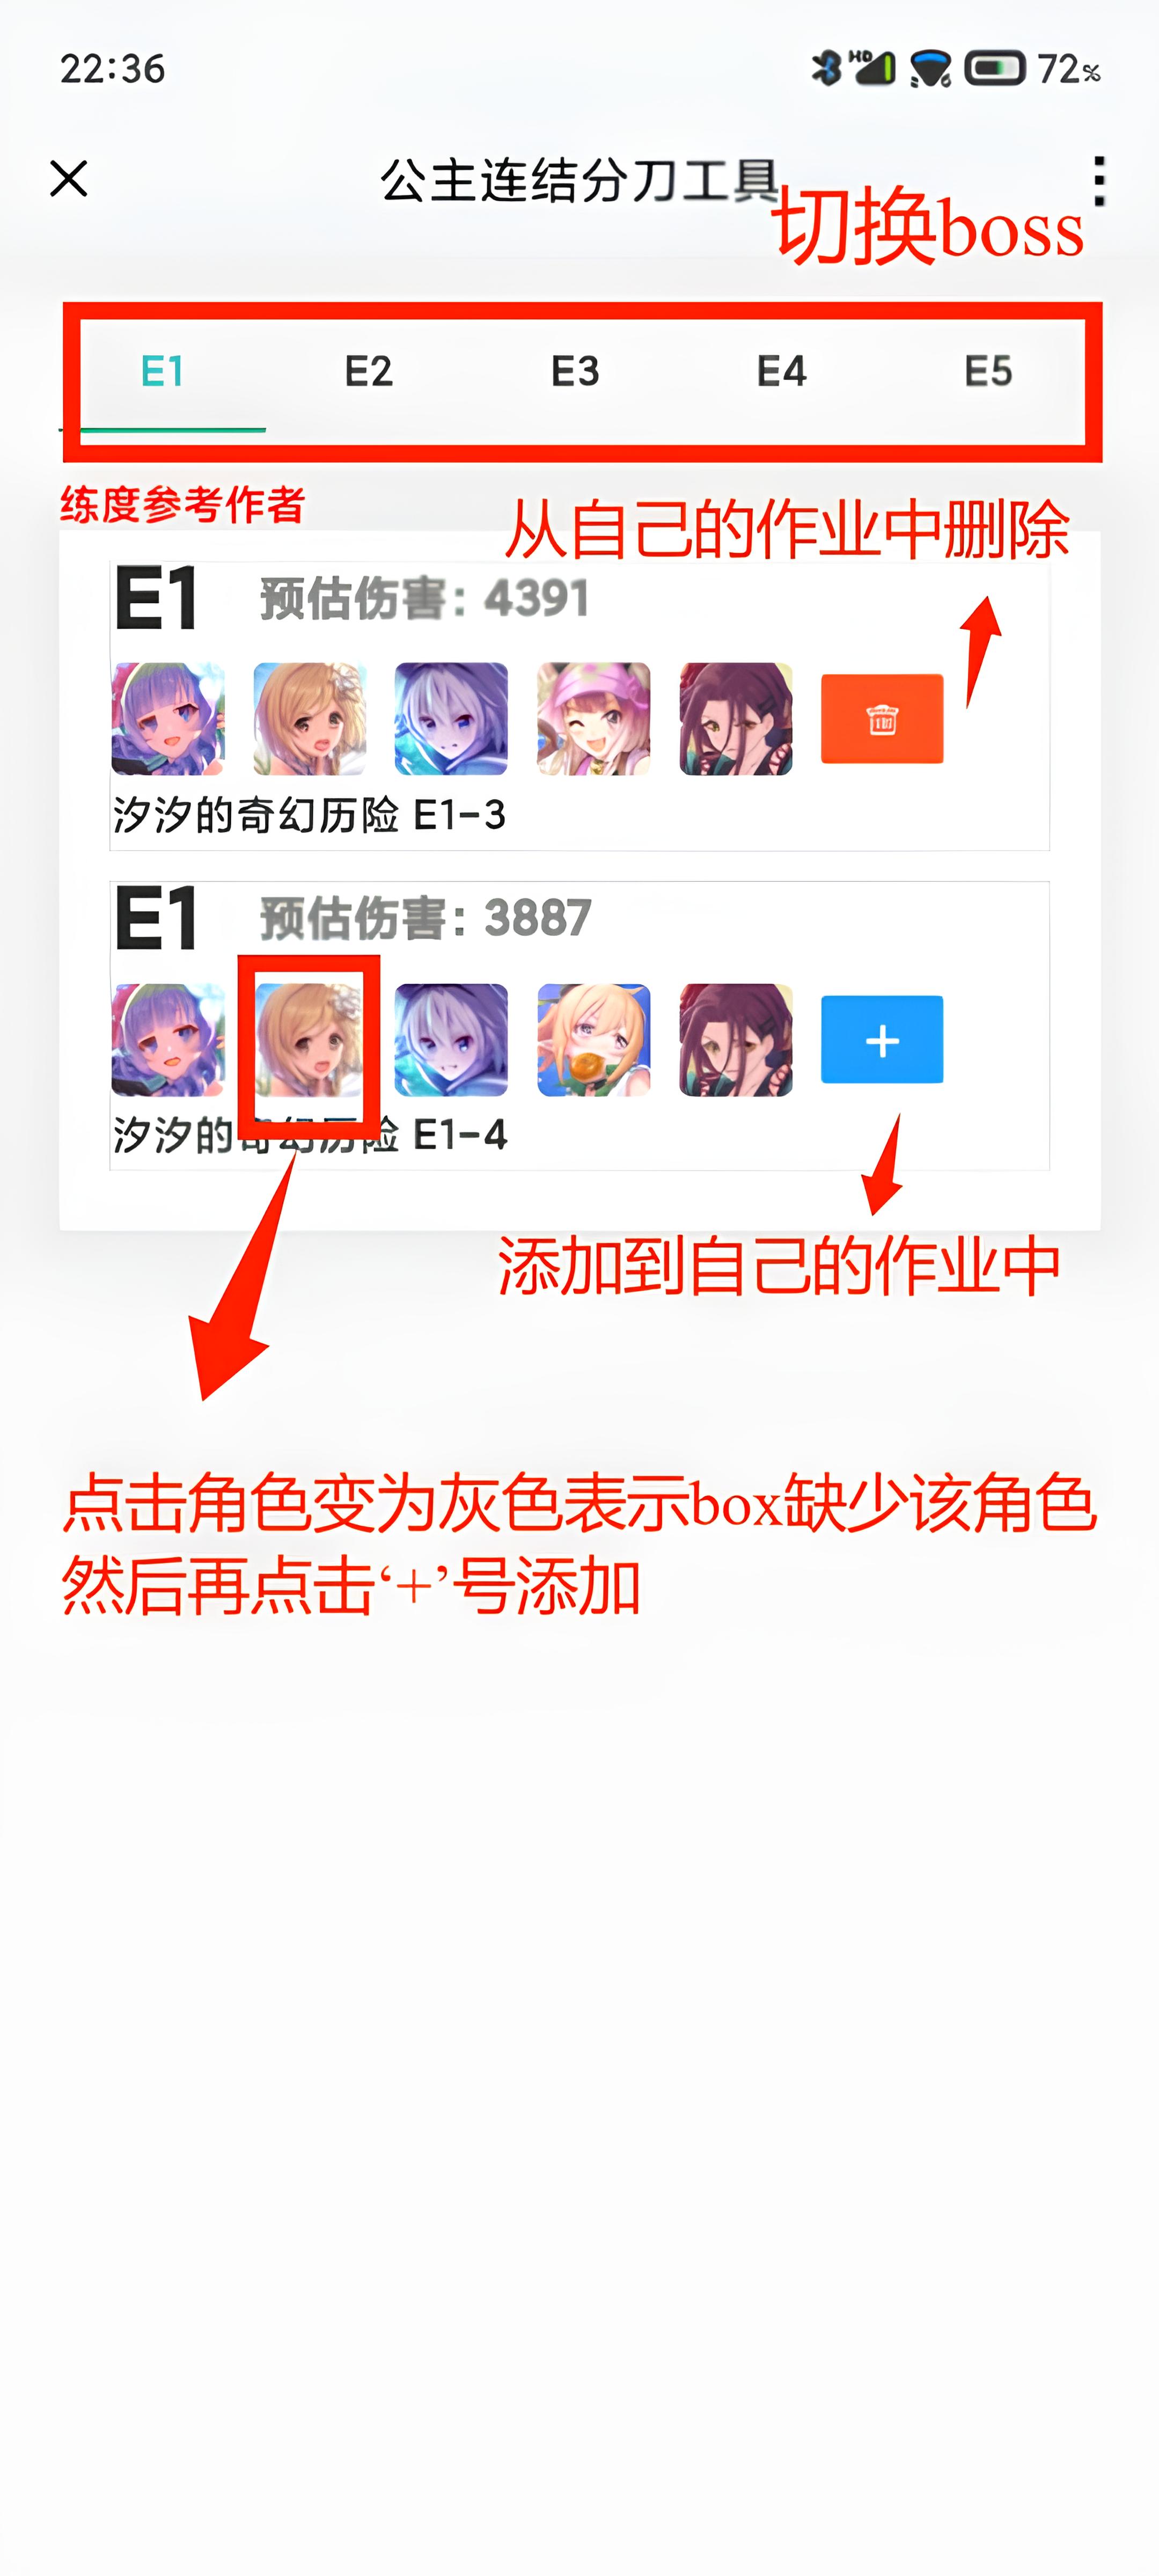 22:36
HD
72%
公主连结分刀工具
切换boss
E1 E2 E3 E4 E5
练度参考作者
从自己的作业中删除
E1 预估伤害: 4391
汐汐的奇幻历险 E1-3
E1 预估伤害: 3887
+
汐汐的奇幻历险 E1-4
添加到自己的作业中
点击角色变为灰色表示box缺少该角色
然后再点击‘+’号添加